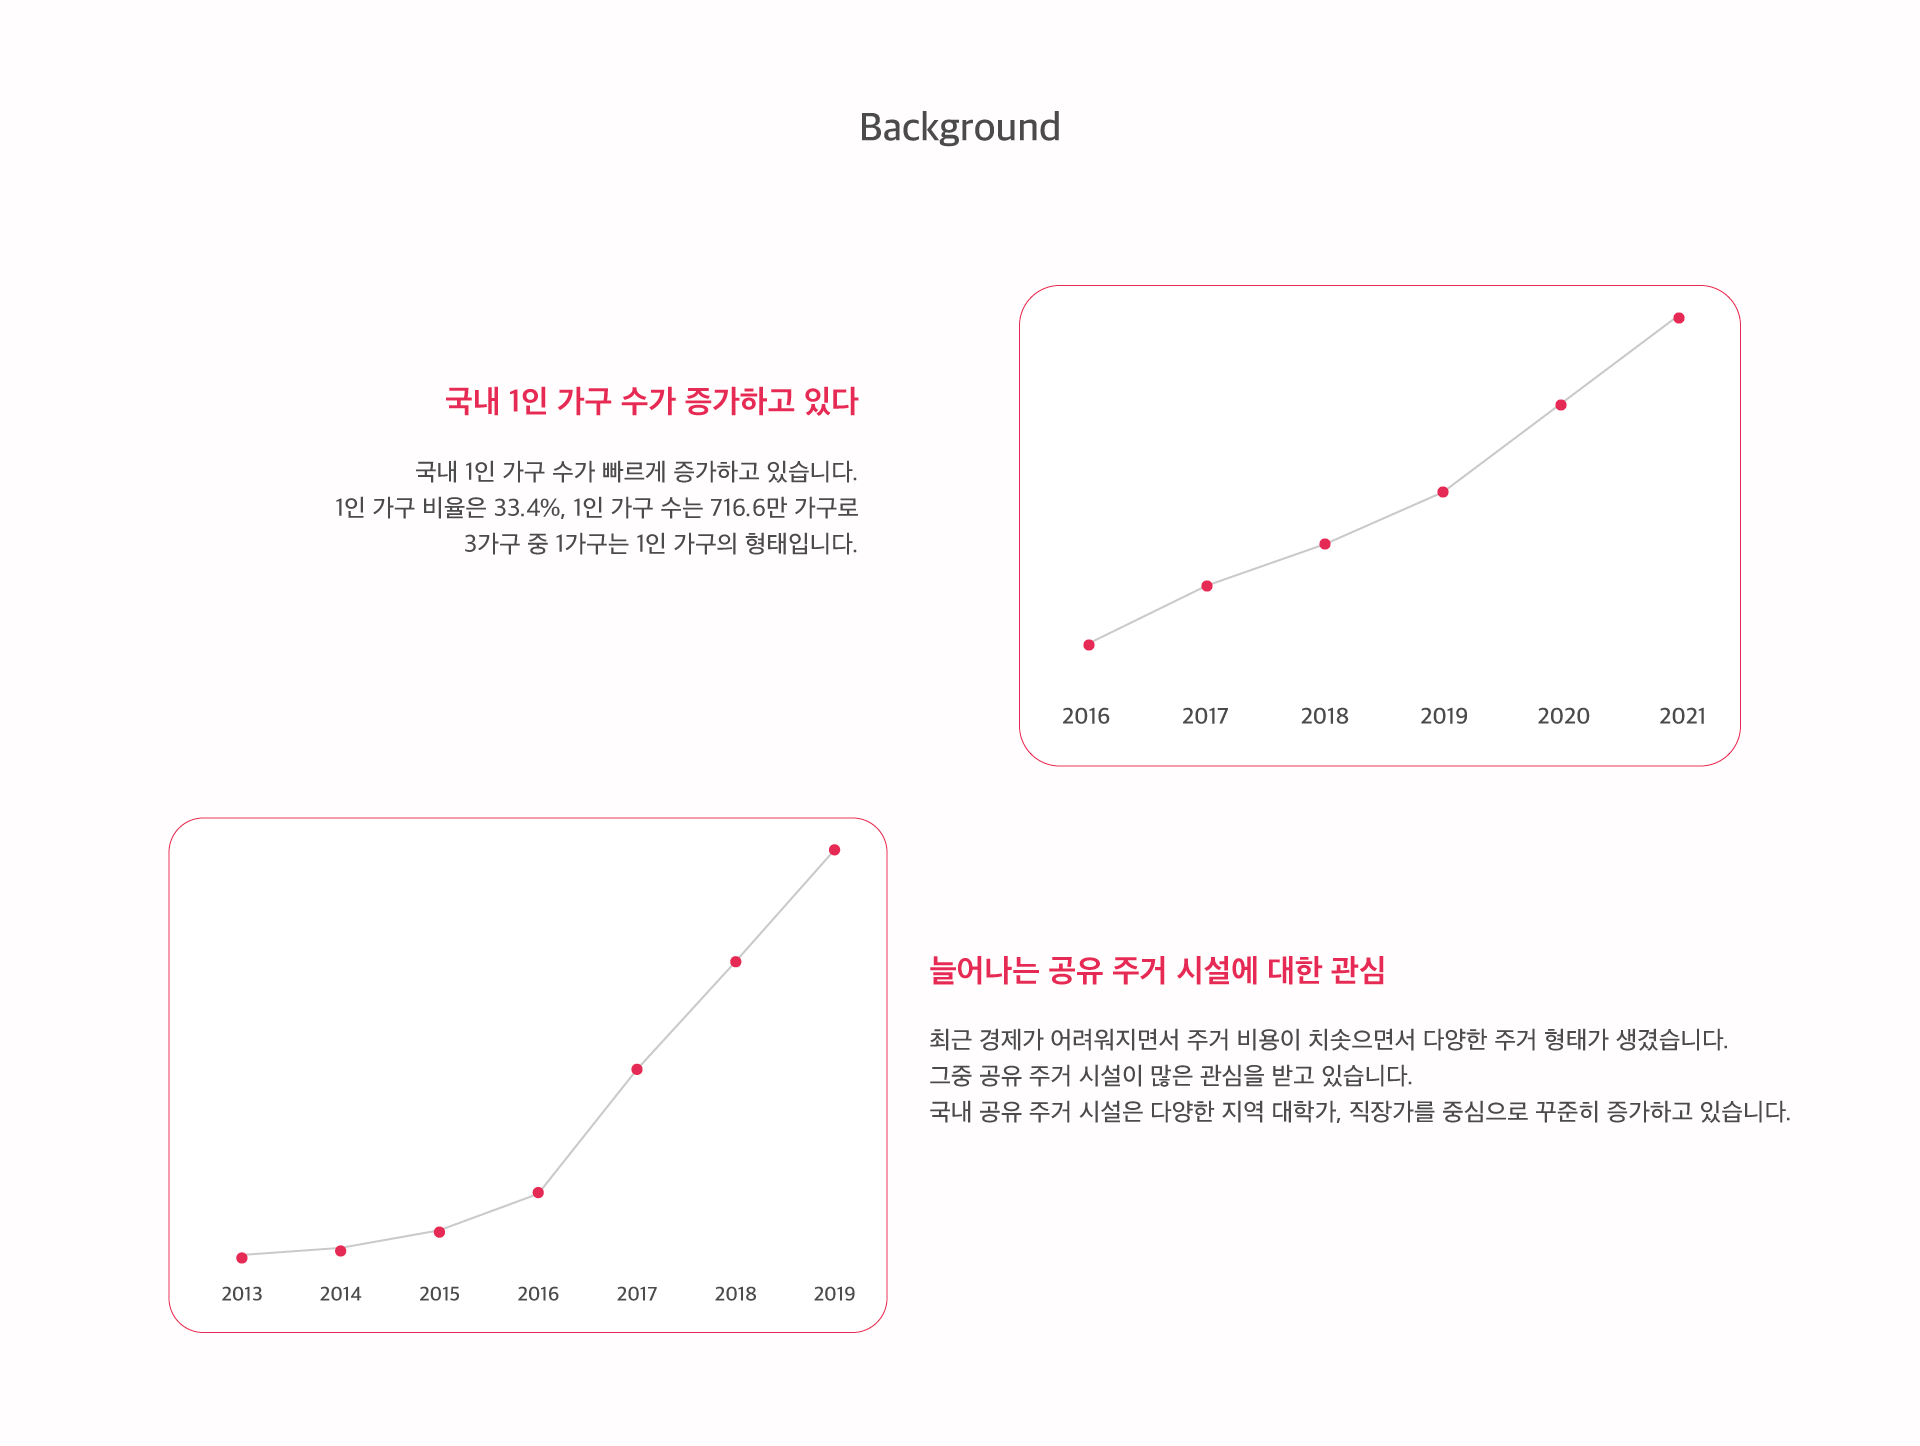 Background
국내 1인 가구 수가 증가하고 있다
국내 1인 가구 수가 빠르게 증가하고 있습니다.
1인 가구 비율은 33.4%, 1인 가구 수는 716.6만 가구로
3가구 중 1가구는 1인 가구의 형태입니다.
2016 2017 2018 2019 2020 2021
2013 2014 2015 2016 2017 2018 2019
늘어나는 공유 주거 시설에 대한 관심
최근 경제가 어려워지면서 주거 비용이 치솟으면서 다양한 주거 형태가 생겼습니다.
그중 공유 주거 시설이 많은 관심을 받고 있습니다.
국내 공유 주거 시설은 다양한 지역 대학가, 직장가를 중심으로 꾸준히 증가하고 있습니다.